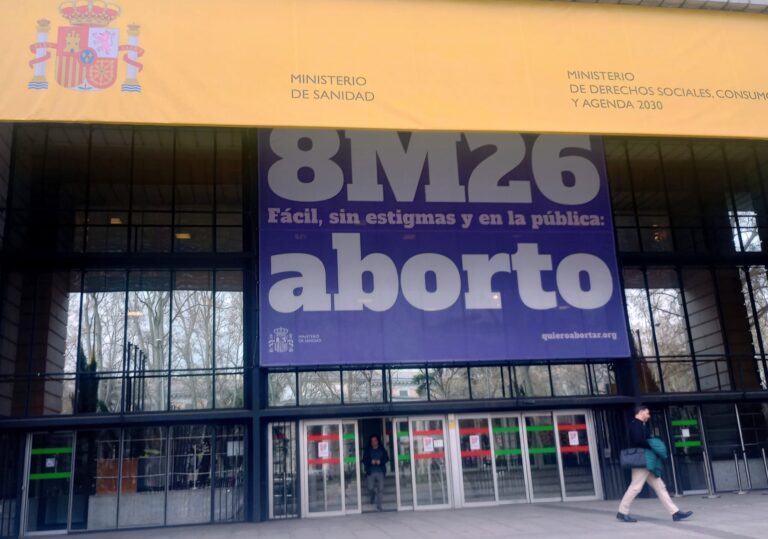 MINISTERIO
DE SANIDAD
MINISTERIO
DE DERECHOS SOCIALES, CONSUMO
Y AGENDA 2030
8M26
Fácil, sin estigmas y en la pública:
aborto
MINISTERIO
DE SANIDAD
quieroabortar.org